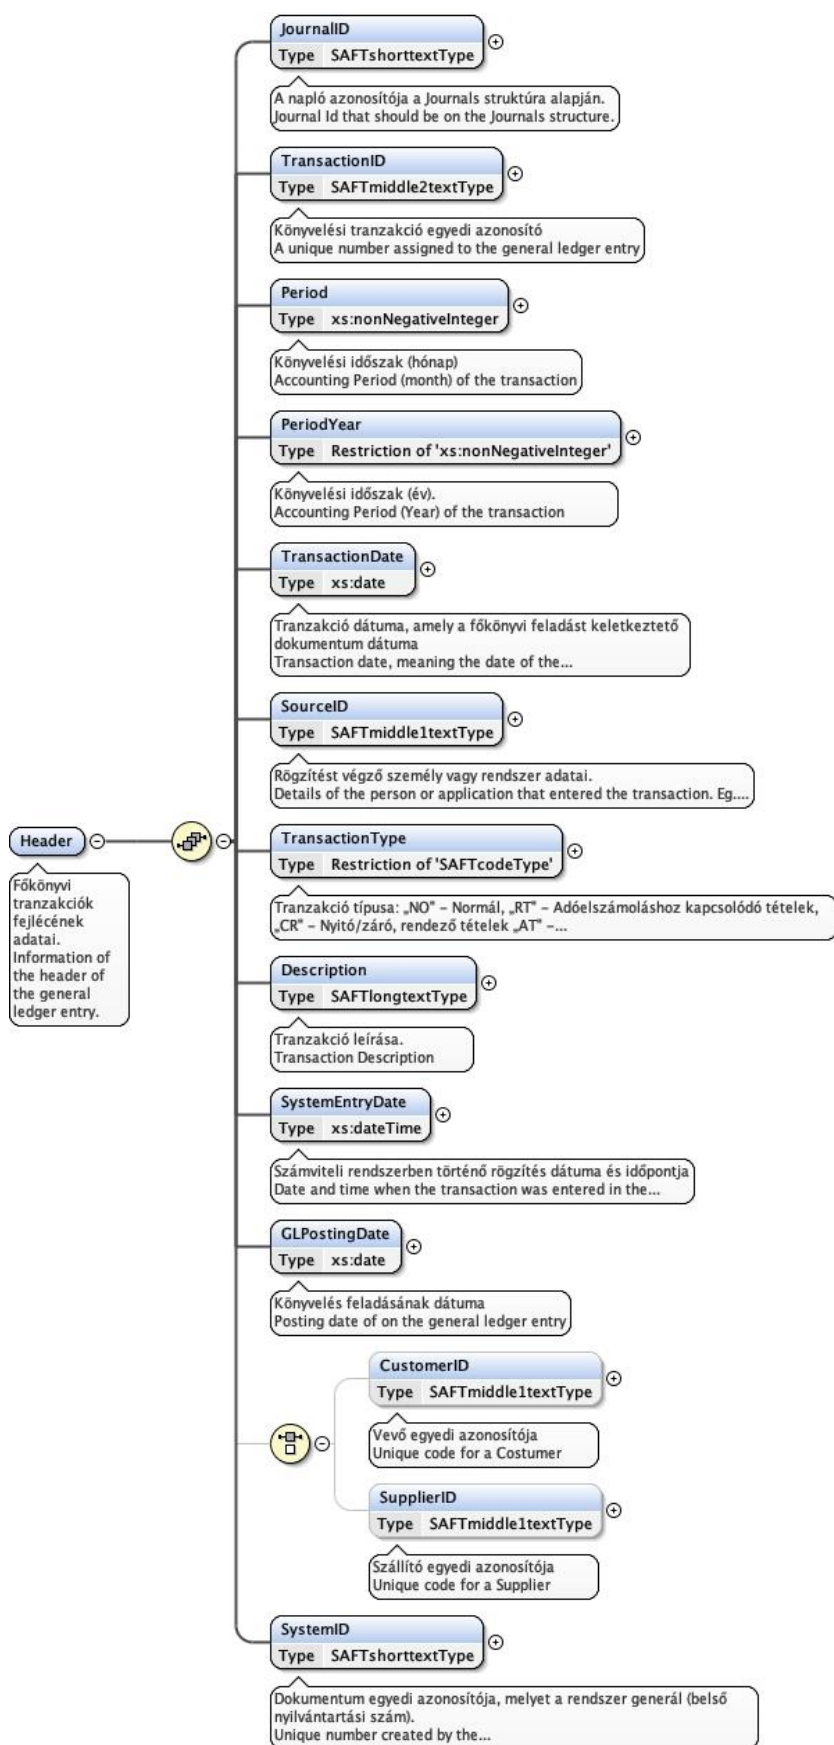 JournalID
Type SAFTshorttextType
A napló azonosítója a Journals struktúra alapján.
Journal Id that should be on the Journals structure.
TransactionID
Type SAFTmiddle2textType
Könyvelési tranzakció egyedi azonosító
A unique number assigned to the general ledger entry
Period
Type xs:nonNegativeInteger
Könyvelési időszak (hónap)
Accounting Period (month) of the transaction
PeriodYear
Type Restriction of 'xs:nonNegativeInteger'
Könyvelési időszak (év).
Accounting Period (Year) of the transaction
TransactionDate
Type xs:date
Tranzakció dátuma, amely a főkönyvi feladást keletkeztető
dokumentum dátuma
Transaction date, meaning the date of the...
SourceID
Type SAFTmiddle1textType
Rögzítést végző személy vagy rendszer adatai.
Details of the person or application that entered the transaction. Eg....
Header
Főkönyvi
tranzakciók
fejlécének
adatai.
Information of
the header of
the general
ledger entry.
TransactionType
Type Restriction of 'SAFTcodeType'
Tranzakció típusa: „NO" – Normál, „RT" – Adóelszámoláshoz kapcsolódó tételek,
„CR" – Nyitó/záró, rendező tételek „AT" –...
Description
Type SAFTlongtextType
Tranzakció leírása.
Transaction Description
SystemEntryDate
Type xs:dateTime
Számviteli rendszerben történő rögzítés dátuma és időpontja
Date and time when the transaction was entered in the...
GLPostingDate
Type xs:date
Könyvelés feladásának dátuma
Posting date of on the general ledger entry
CustomerID
Type SAFTmiddle1textType
Vevő egyedi azonosítója
Unique code for a Costumer
SupplierID
Type SAFTmiddle1textType
Szállító egyedi azonosítója
Unique code for a Supplier
SystemID
Type SAFTshorttextType
Dokumentum egyedi azonosítója, melyet a rendszer generál (belső
nyilvántartási szám).
Unique number created by the...